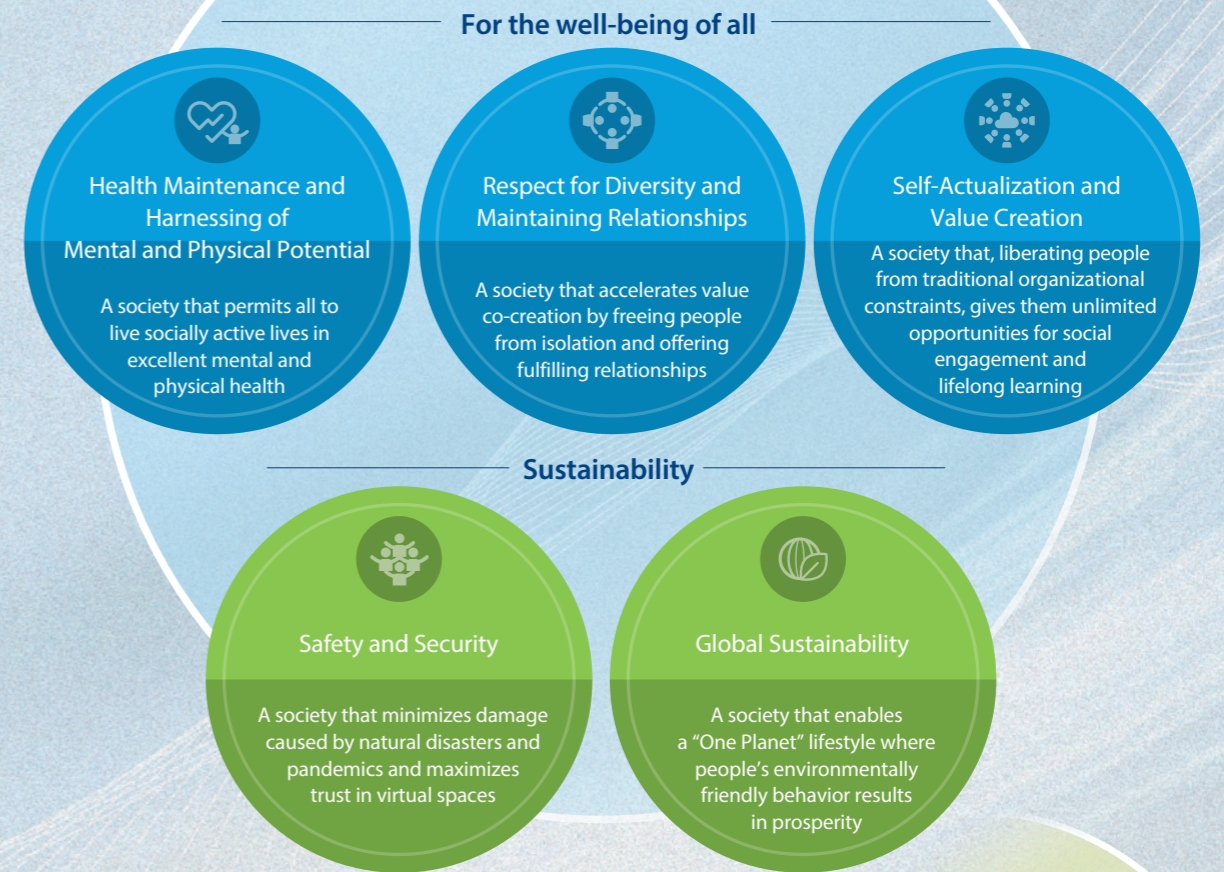 For the well-being of all
Health Maintenance and
Harnessing of
Mental and Physical Potential
A society that permits all to
live socially active lives in
excellent mental and
physical health
Respect for Diversity and
Maintaining Relationships
A society that accelerates value
co-creation by freeing people
from isolation and offering
fulfilling relationships
Self-Actualization and
Value Creation
A society that, liberating people
from traditional organizational
constraints, gives them unlimited
opportunities for social
engagement and
lifelong learning
Sustainability
Safety and Security
A society that minimizes damage
caused by natural disasters and
pandemics and maximizes
trust in virtual spaces
Global Sustainability
A society that enables
a “One Planet” lifestyle where
people’s environmentally
friendly behavior results
in prosperity